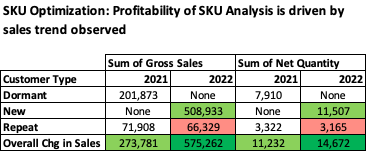 SKU Optimization: Profitability of SKU Analysis is driven by
sales trend observed
Sum of Gross Sales Sum of Net Quantity
Customer Type 2021 2022 2021 2022
Dormant 201,873 None 7,910 None
New None 508,933 None 11,507
Repeat 71,908 66,329 3,322 3,165
Overall Chg in Sales 273,781 575,262 11,232 14,672